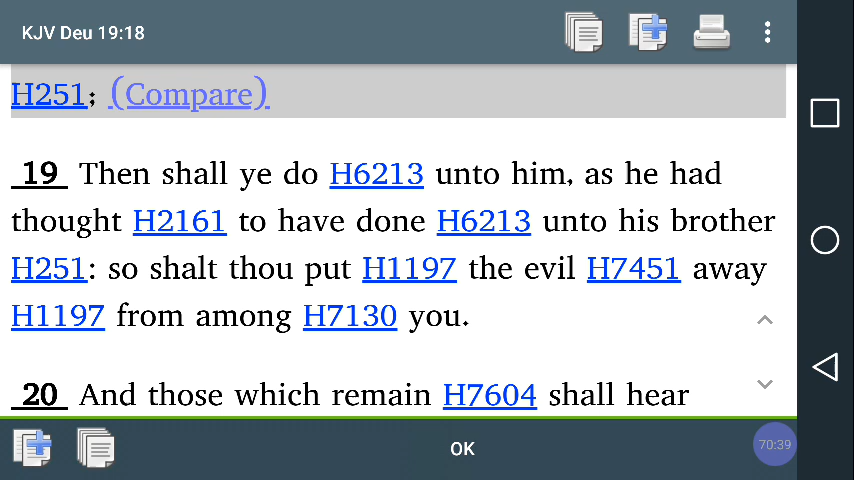 KJV Deu 19:18
H251; (Compare)
19 Then shall ye do H6213 unto him, as he had
thought H2161 to have done H6213 unto his brother
H251: so shalt thou put H1197 the evil H7451 away
H1197 from among H7130 you.
20 And those which remain H7604 shall hear
OK
70:39